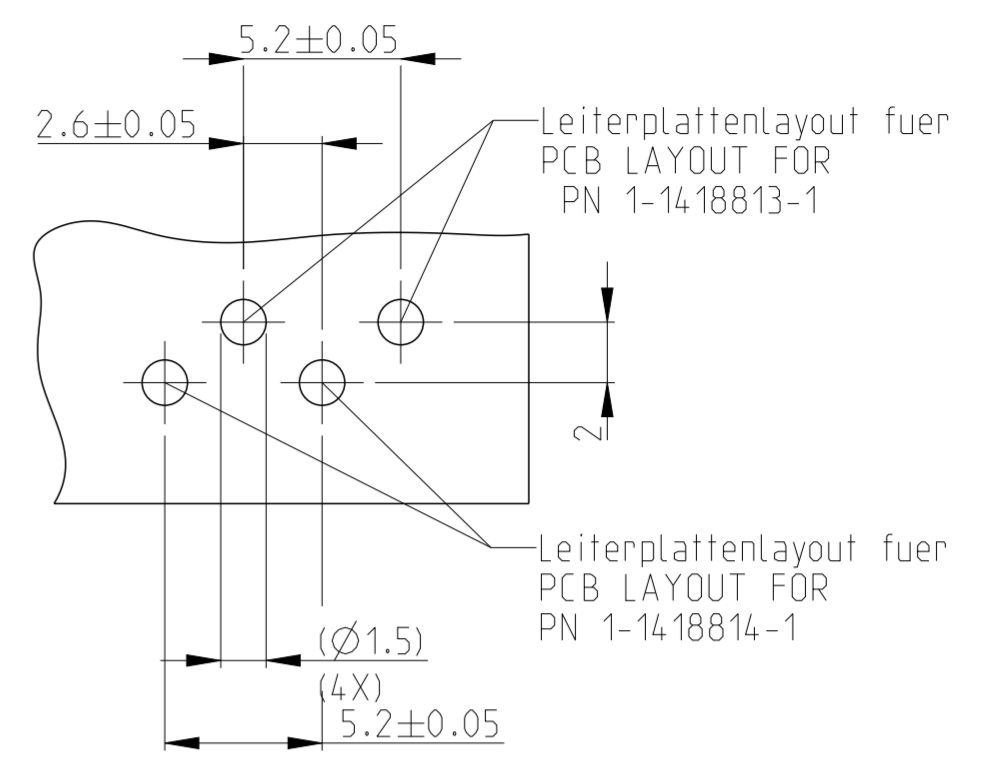 5.2±0.05
2.6±0.05
Leiterplattenlayout fuer
PCB LAYOUT FOR
PN 1-1418813-1
2
Leiterplattenlayout fuer
PCB LAYOUT FOR
PN 1-1418814-1
(Ø1.5)
(4X)
5.2±0.05